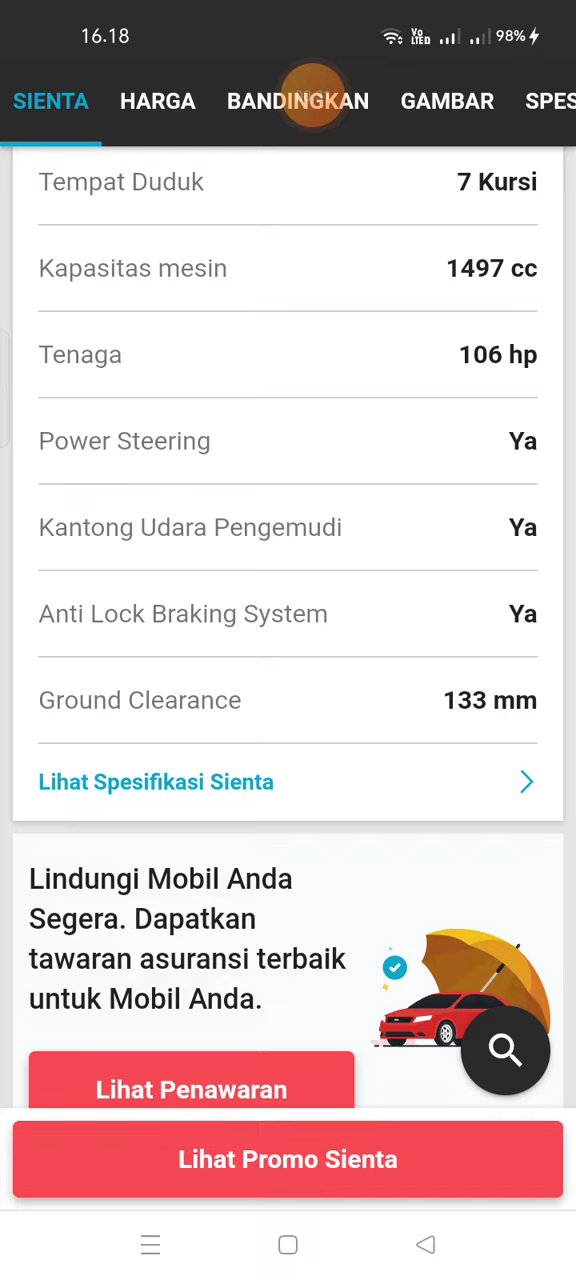 16.18
Vo
LTED
98%
SIENTA HARGA BANDINGKAN GAMBAR SPES
Tempat Duduk 7 Kursi
Kapasitas mesin 1497 cc
Tenaga 106 hp
Power Steering Ya
Kantong Udara Pengemudi Ya
Anti Lock Braking System Ya
Ground Clearance 133 mm
Lihat Spesifikasi Sienta
Lindungi Mobil Anda
Segera. Dapatkan
tawaran asuransi terbaik
untuk Mobil Anda.
Lihat Penawaran
Lihat Promo Sienta